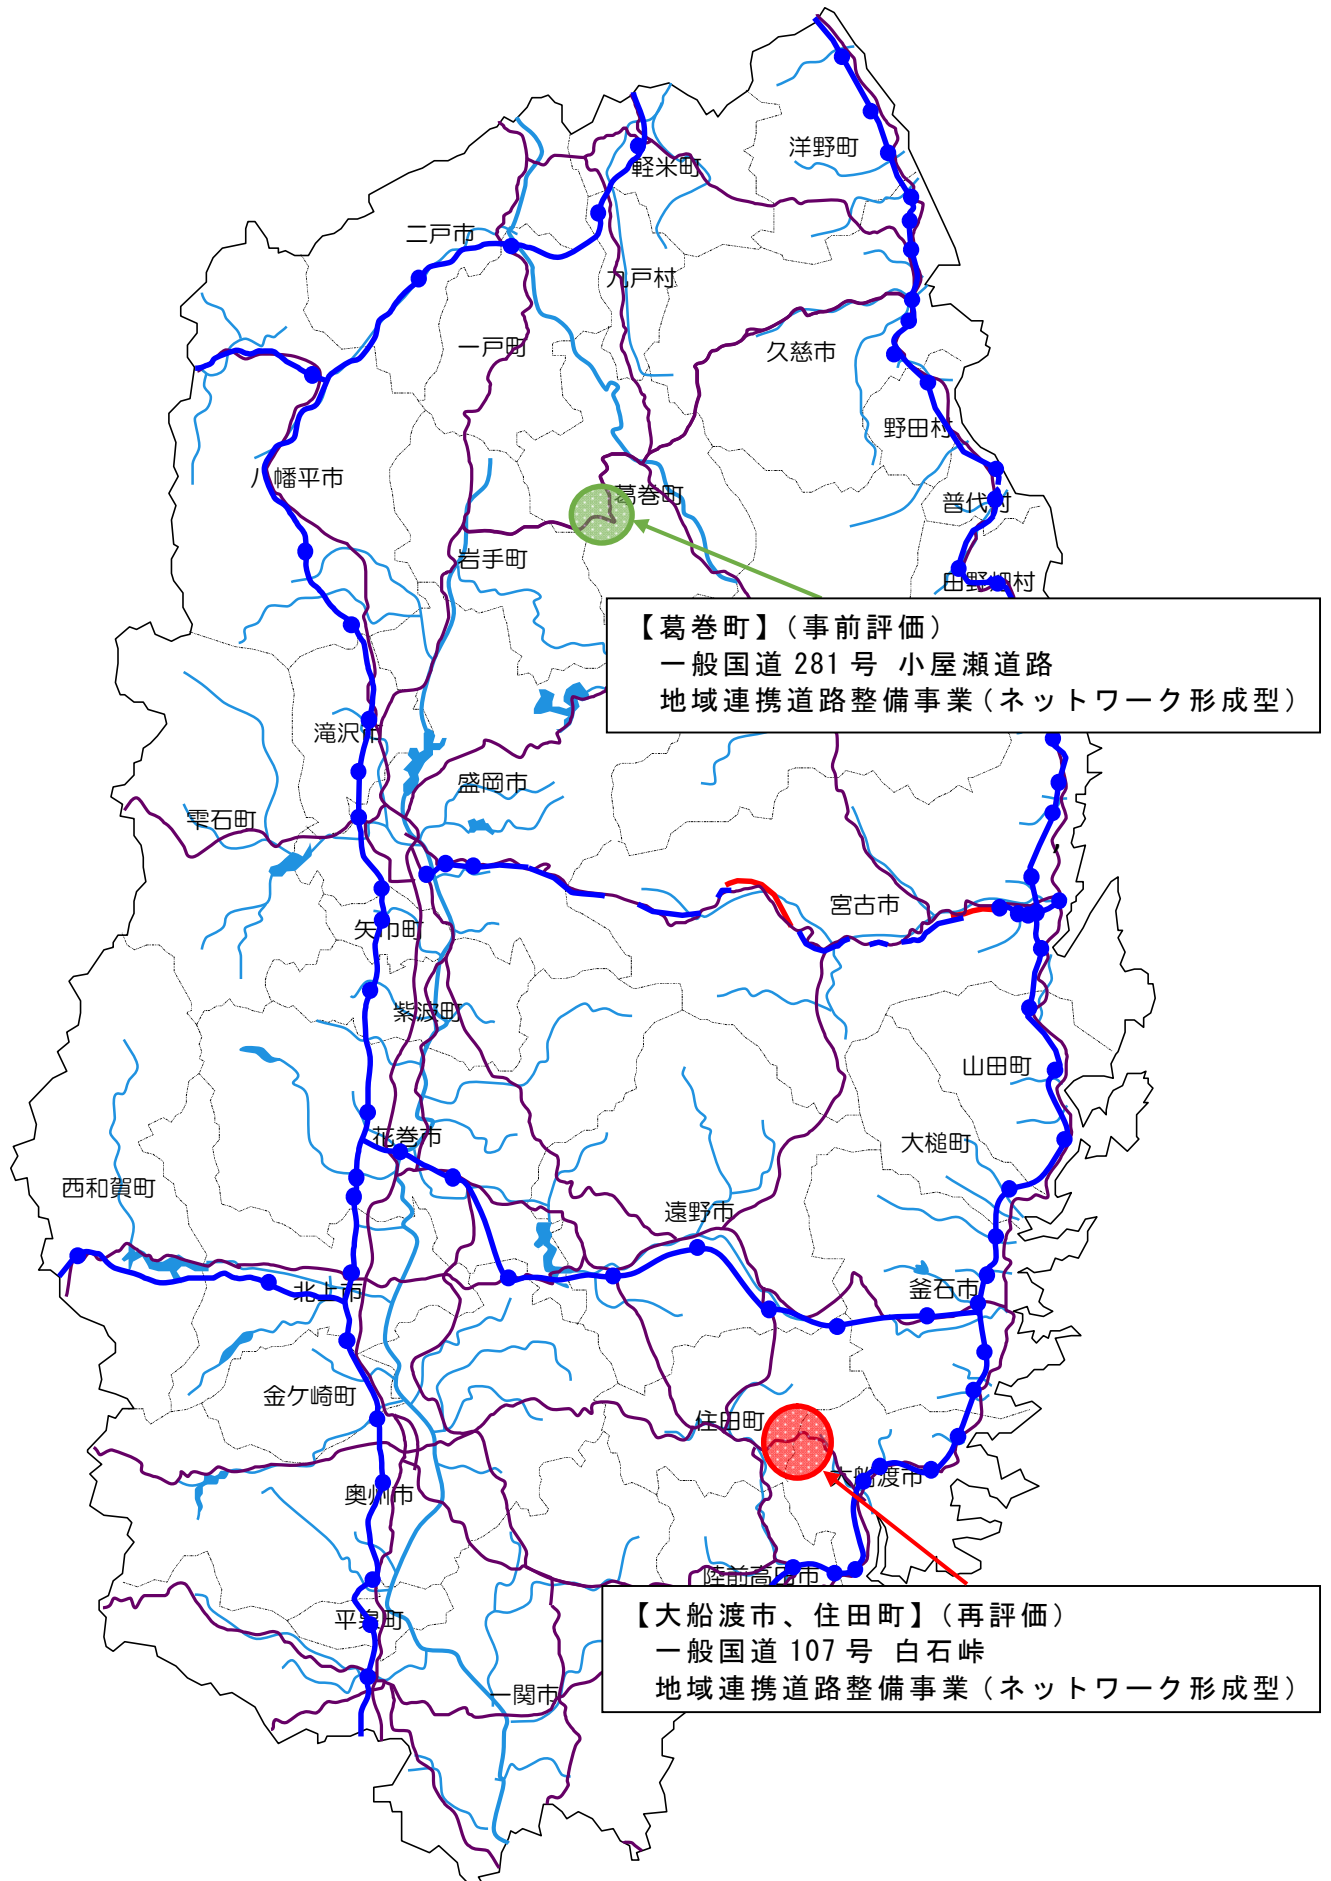 洋野町
軽米町
二戸市
九戸村
一戸町
久慈市
野田村
八幡平市
葛巻町
普代村
岩手町
田野畑村
【葛巻町】(事前評価)
一般国道 281 号 小屋瀬道路
地域連携道路整備事業(ネットワーク形成型)
滝沢市
盛岡市
雫石町
宮古市
矢巾町
紫波町
山田町
花巻市
大槌町
西和賀町
遠野市
北上市
釜石市
金ケ崎町
住田町
大船渡市
奥州市
陸前高田市
【大船渡市、住田町】(再評価)
一般国道 107 号 白石峠
地域連携道路整備事業(ネットワーク形成型)
平泉町
一関市